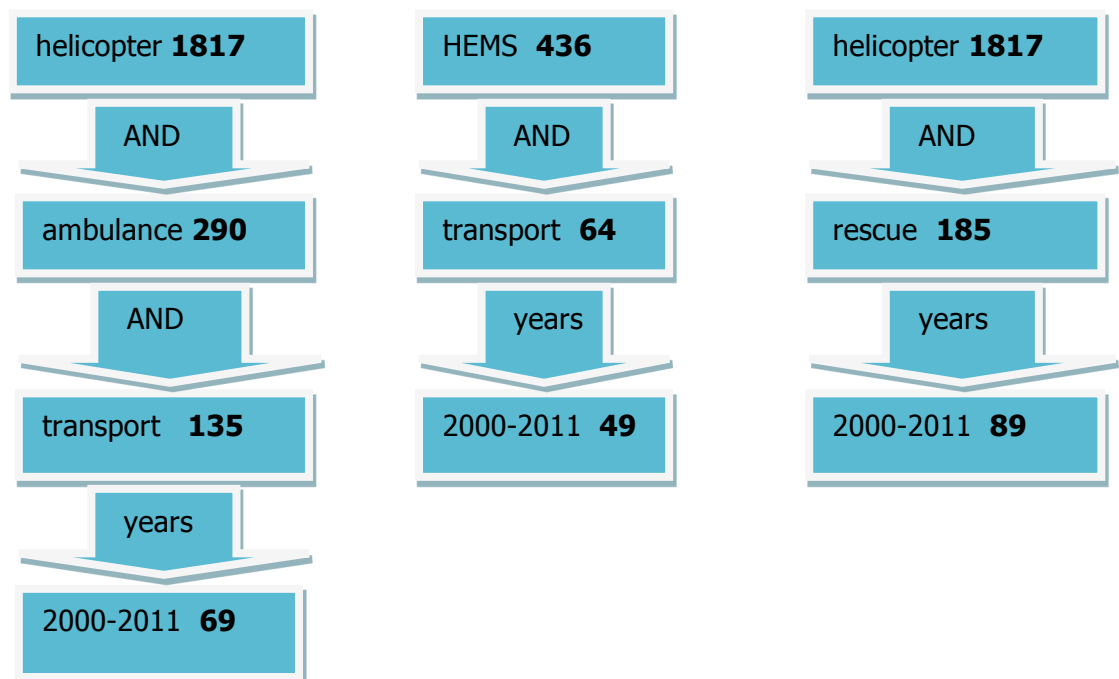 helicopter 1817
AND
ambulance 290
AND
transport 135
years
2000-2011 69
HEMS 436
AND
transport 64
years
2000-2011 49
helicopter 1817
AND
rescue 185
years
2000-2011 89